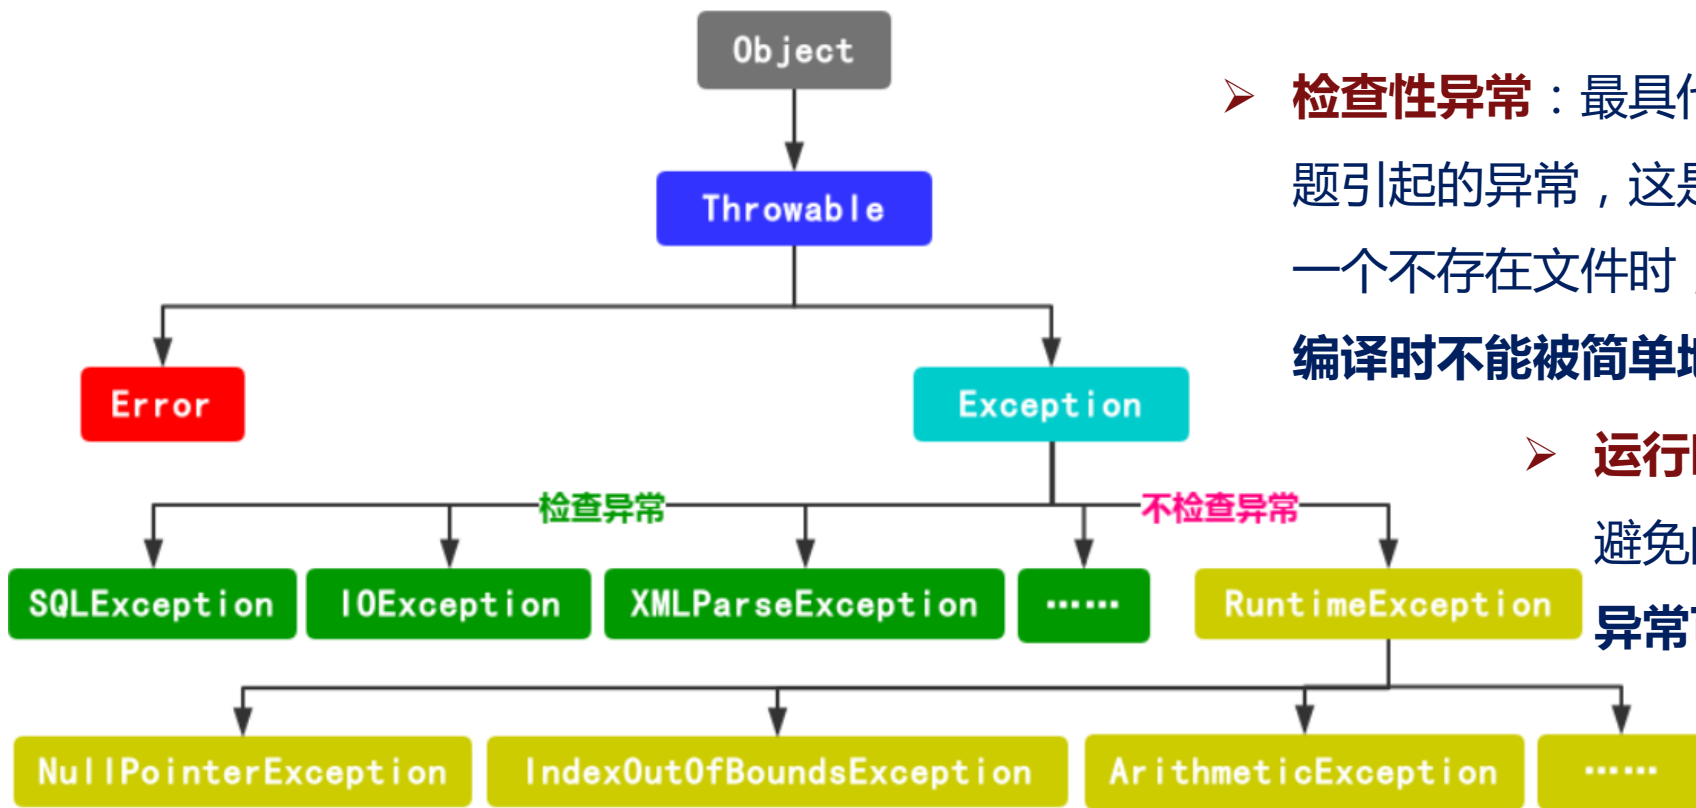 Object
Throwable
Error
Exception
检查异常
不检查异常
SQLException
IOException
XMLParseException
……
RuntimeException
NullPointerException
IndexOutOfBoundsException
ArithmeticException
……
➢ 检查性异常：最具
题引起的异常，这
一个不存在文件时
编译时不能被简单
➢ 运行
避免
异常